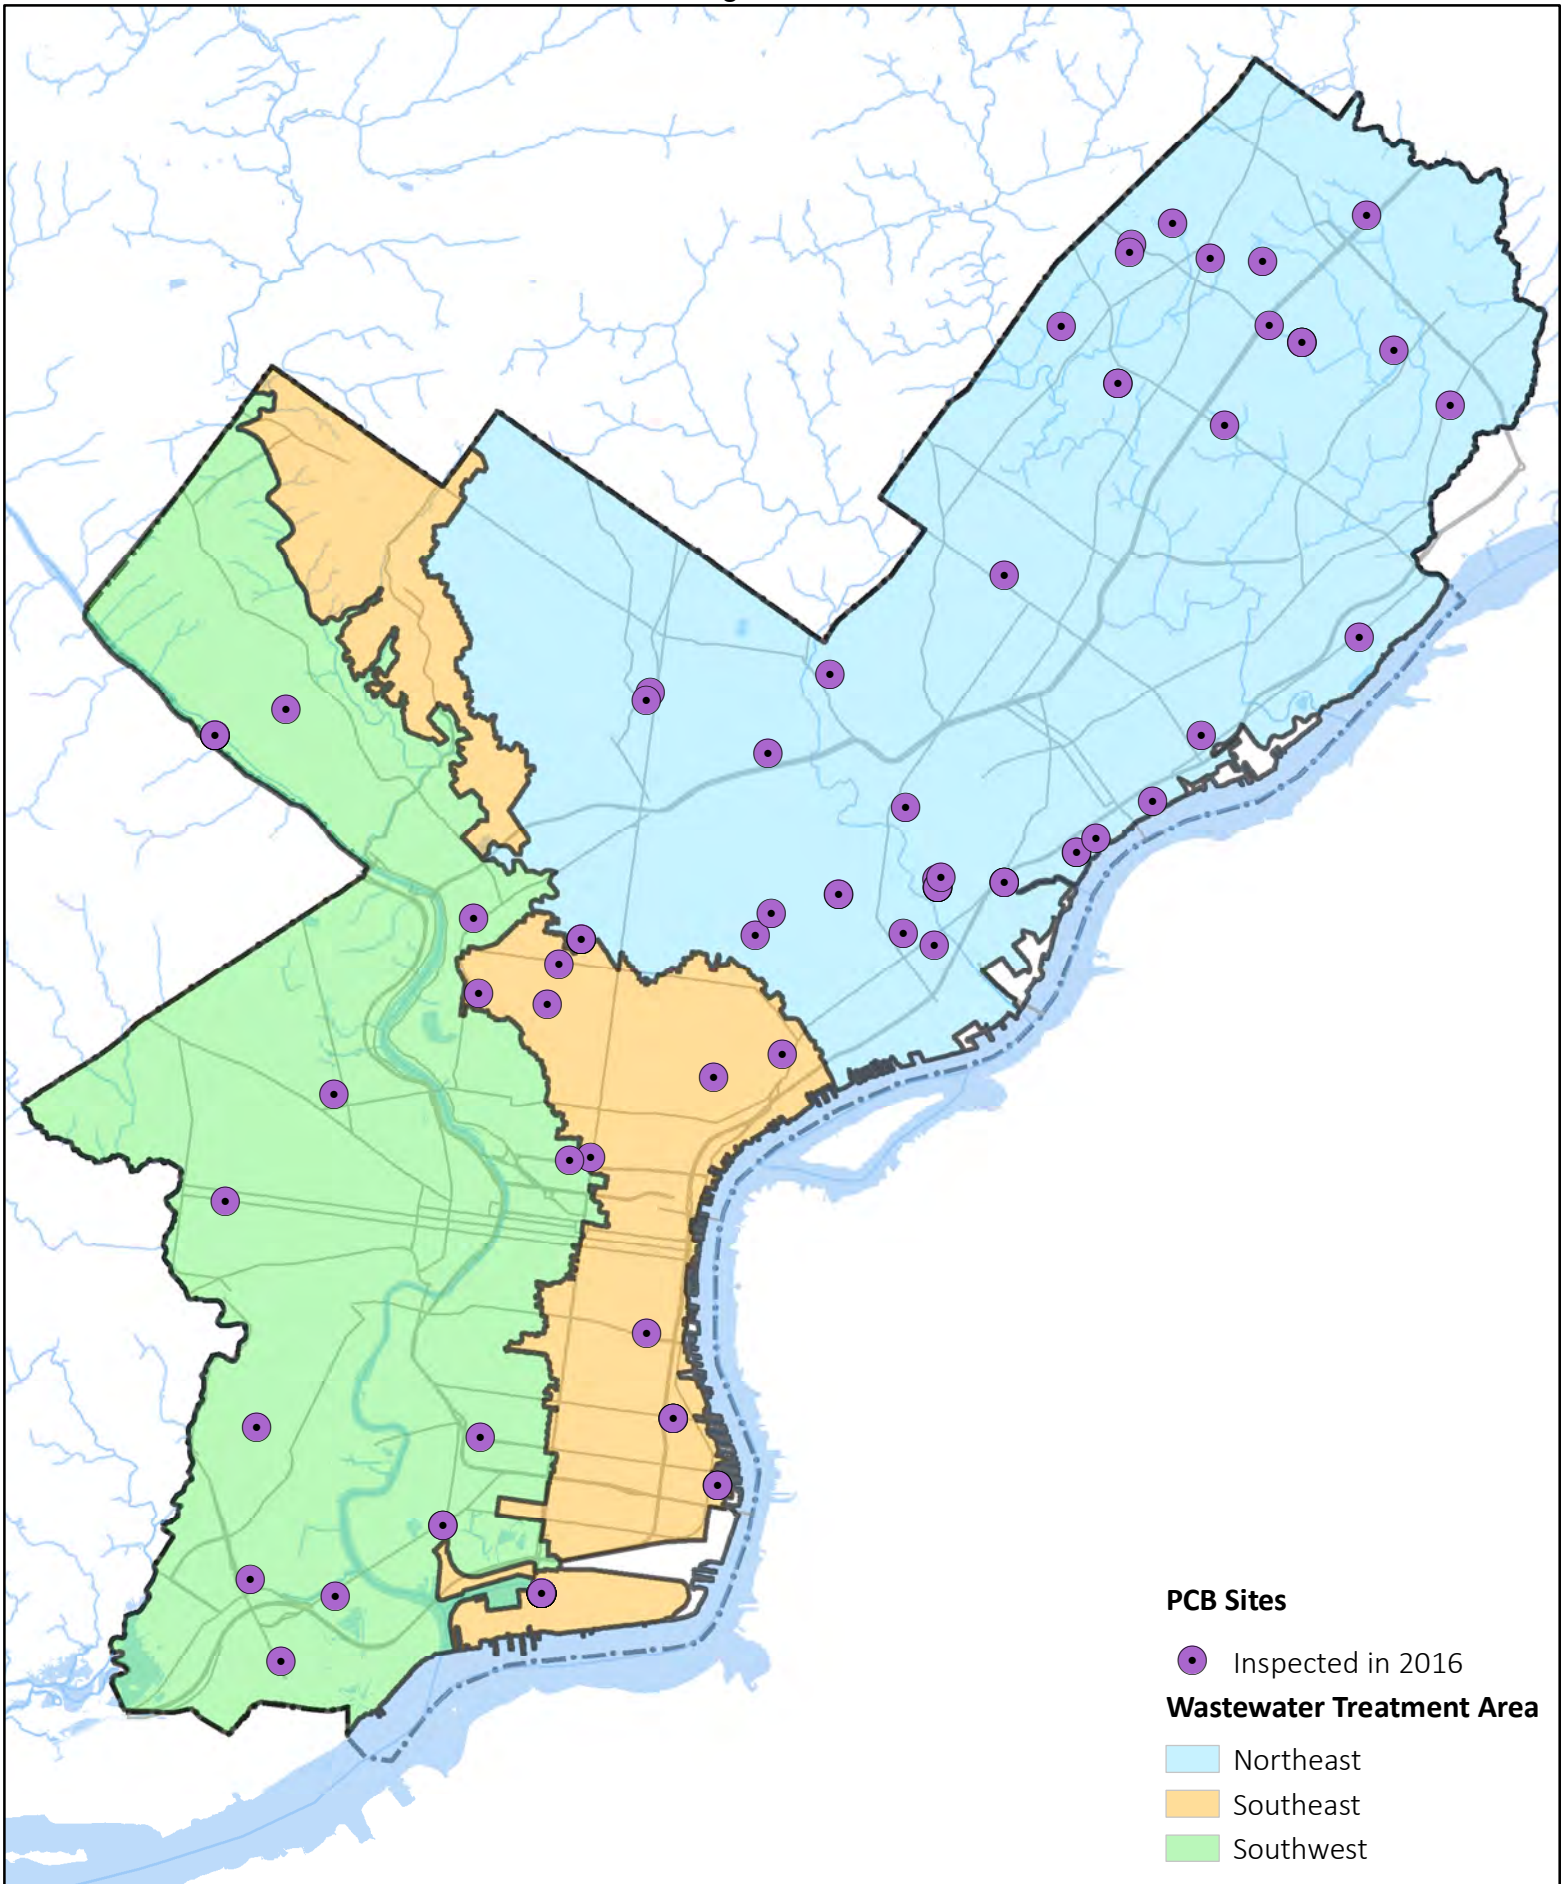 PCB Sites
Inspected in 2016
Wastewater Treatment Area
Northeast
Southeast
Southwest